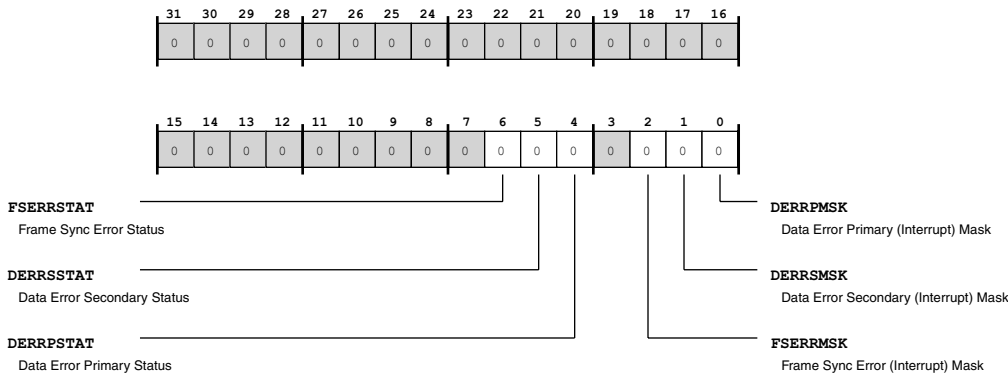 31 30 29 28 27 26 25 24 23 22 21 20 19 18 17 16
0 0 0 0 0 0 0 0 0 0 0 0 0 0 0 0
15 14 13 12 11 10 9 8 7 6 5 4 3 2 1 0
0 0 0 0 0 0 0 0 0 0 0 0 0 0 0 0
FSERRSTAT
Frame Sync Error Status
DERRSSTAT
Data Error Secondary Status
DERRPSTAT
Data Error Primary Status
DERRPMSK
Data Error Primary (Interrupt) Mask
DERRSMSK
Data Error Secondary (Interrupt) Mask
FSERRMSK
Frame Sync Error (Interrupt) Mask